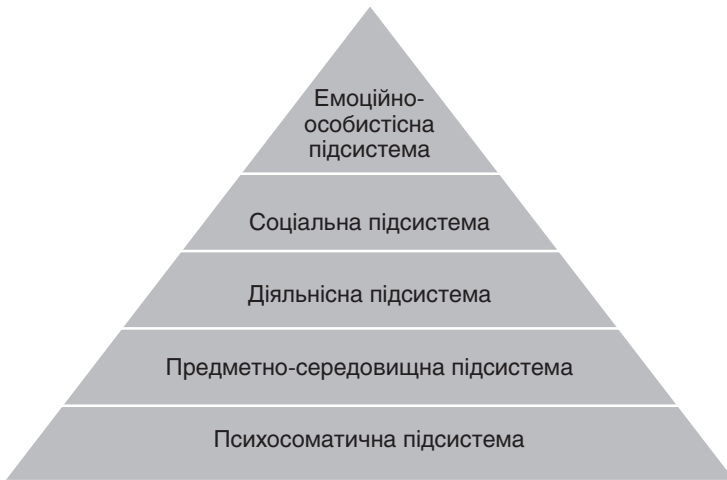 Емоційно-
особистісна
підсистема
Соціальна підсистема
Діяльнісна підсистема
Предметно-середовищна підсистема
Психосоматична підсистема